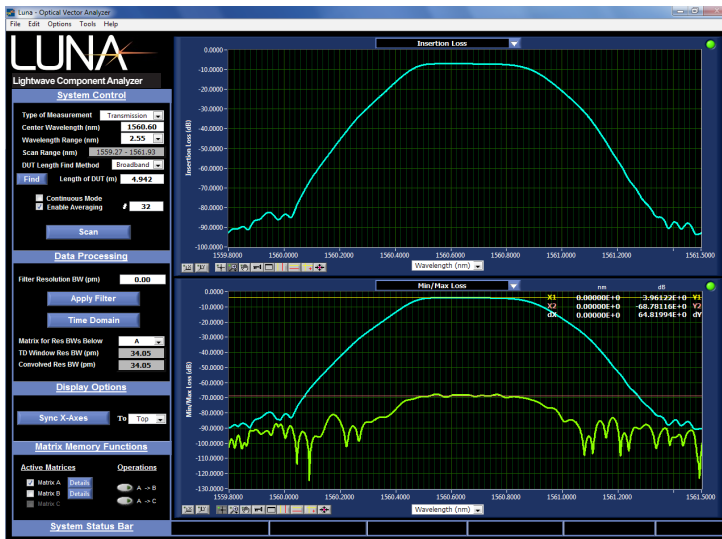 Luna - Optical Vector Analyzer
File Edit Options Tools Help
LUNA
Lightwave Component Analyzer
System Control
Type of Measurement Transmission
Center Wavelength (nm) 1560.60
Wavelength Range (nm) 2.55
Scan Range (nm) 1559.27 - 1561.93
DUT Length Find Method Broadband
Find Length of DUT (m) 4.942
Continuous Mode
Enable Averaging # 32
Scan
Data Processing
Filter Resolution BW (pm) 0.00
Apply Filter
Time Domain
Matrix for Res BWs Below A
TD Window Res BW (pm) 34.05
Convolved Res BW (pm) 34.05
Display Options
Sync X-Axes To Top
Matrix Memory Functions
Active Matrices Operations
Matrix A Details
Matrix B Details
Matrix C
A -> B
A -> C
System Status Bar
Insertion Loss
Insertion Loss (dB)
0.0000
-10.0000
-20.0000
-30.0000
-40.0000
-50.0000
-60.0000
-70.0000
-80.0000
-90.0000
-100.0000
1559.8000 1560.0000 1560.2000 1560.4000 1560.6000 1560.8000 1561.0000 1561.2000 1561.5000
Wavelength (nm)
Min/Max Loss
nm dB
X1 0.00000E+0 3.96122E+0 Y1
X2 0.00000E+0 -68.78116E+0 Y2
dX 0.00000E+0 64.81994E+0 dY
Min/Max Loss (dB)
0.0000
-10.0000
-20.0000
-30.0000
-40.0000
-50.0000
-60.0000
-70.0000
-80.0000
-90.0000
-100.0000
-110.0000
-120.0000
-130.0000
1559.8000 1560.0000 1560.2000 1560.4000 1560.6000 1560.8000 1561.0000 1561.2000 1561.5000
Wavelength (nm)